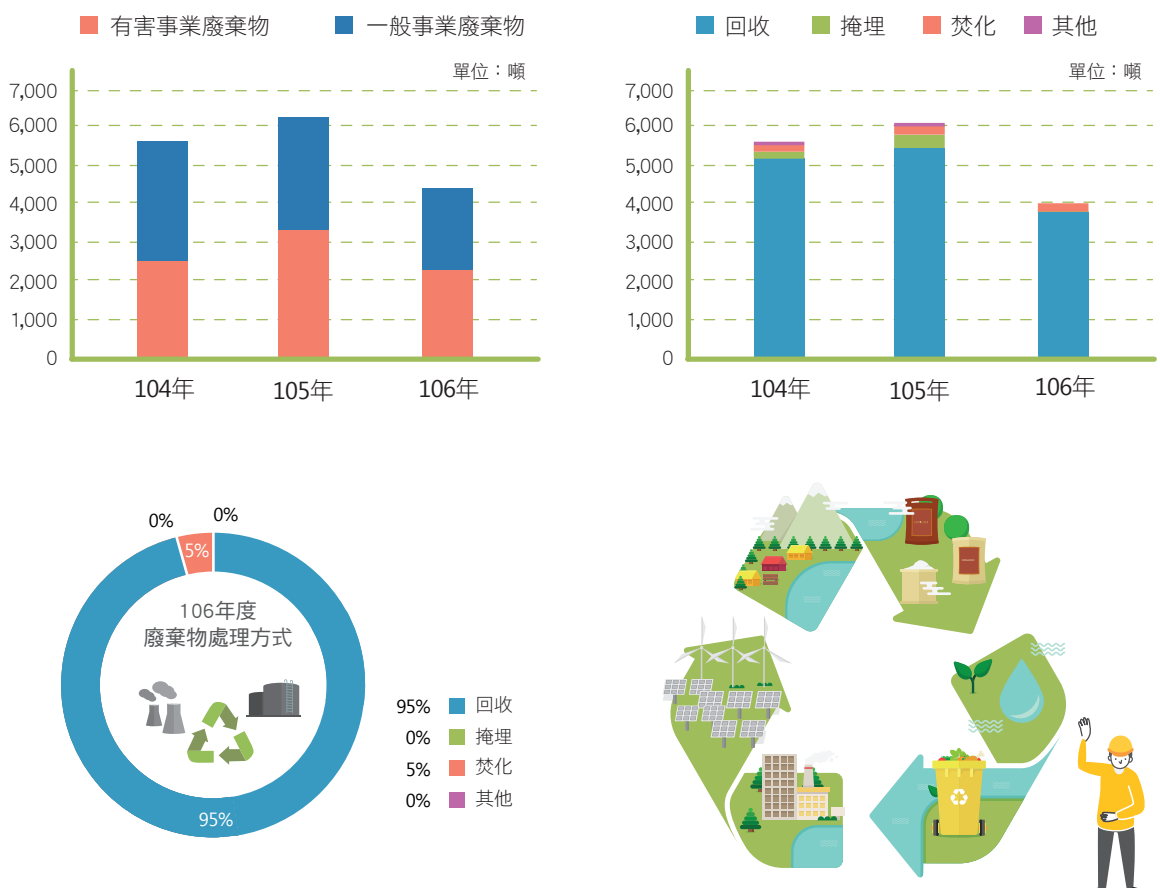 有害事業廢棄物 一般事業廢棄物
單位：噸
7,000
6,000
5,000
4,000
3,000
2,000
1,000
0
104年 105年 106年
回收 掩埋 焚化 其他
單位：噸
7,000
6,000
5,000
4,000
3,000
2,000
1,000
0
104年 105年 106年
0% 0%
5%
106年度
廢棄物處理方式
95%
95% 回收
0% 掩埋
5% 焚化
0% 其他